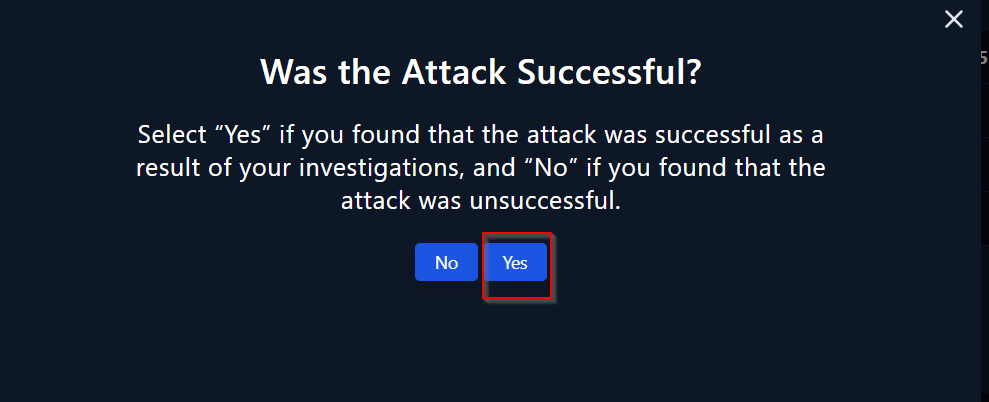 Was the Attack Successful?
Select “Yes” if you found that the attack was successful as a
result of your investigations, and “No” if you found that the
attack was unsuccessful.
No Yes
5